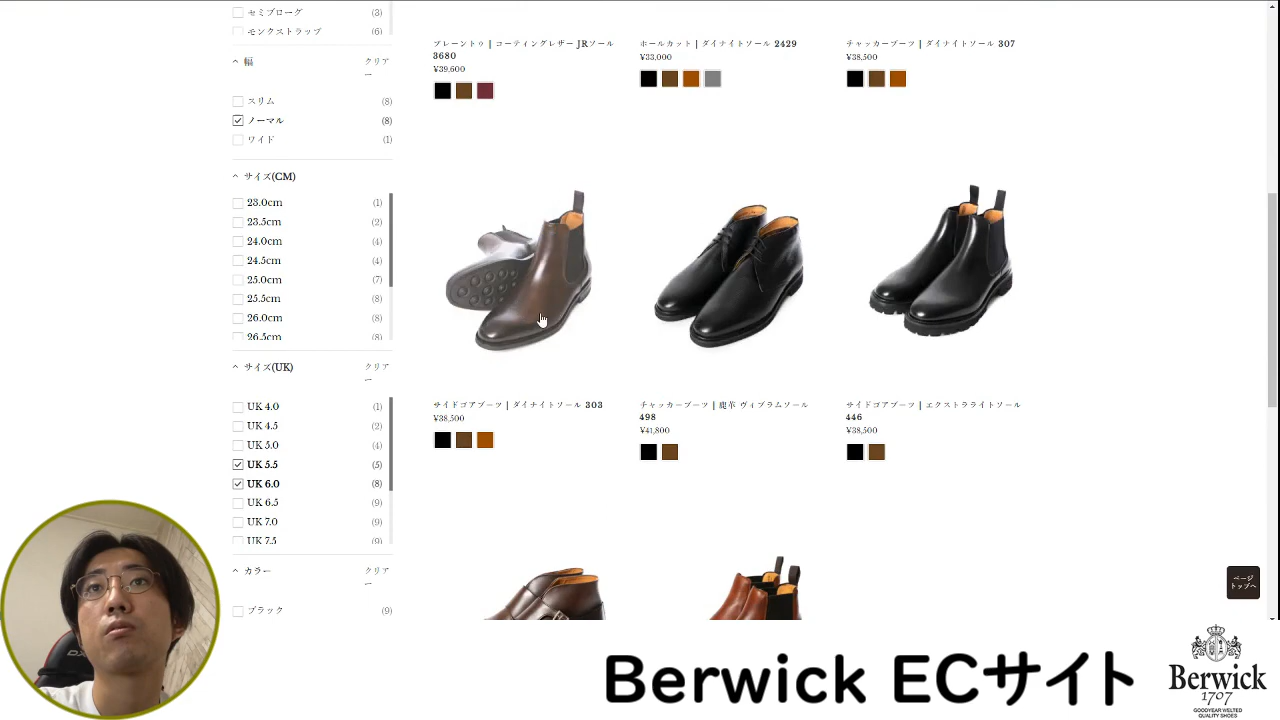 セミブローグ (3)
モンクストラップ (6)
幅 クリア
ー
スリム (8)
ノーマル (8)
ワイド (1)
サイズ(CM)
23.0cm (1)
23.5cm (2)
24.0cm (4)
24.5cm (4)
25.0cm (7)
25.5cm (8)
26.0cm (8)
26.5cm (8)
サイズ(UK) クリア
ー
UK 4.0 (1)
UK 4.5 (2)
UK 5.0 (4)
UK 5.5 (5)
UK 6.0 (8)
UK 6.5 (9)
UK 7.0 (9)
UK 7.5 (9)
カラー クリア
ー
ブラック (9)
プレーントゥ | コーティングレザー JRソール
3680
¥39,600
ホールカット | ダイナイトソール 2429
¥33,000
チャッカーブーツ | ダイナイトソール 307
¥38,500
サイドゴアブーツ | ダイナイトソール 303
¥38,500
チャッカーブーツ | 鹿革 ヴィブラムソール
498
¥41,800
サイドゴアブーツ | エクストラライトソール
446
¥38,500
ページ
トップへ
Berwick ECサイト
Berwick
1707
GOODYEAR WELTED
QUALITY SHOES